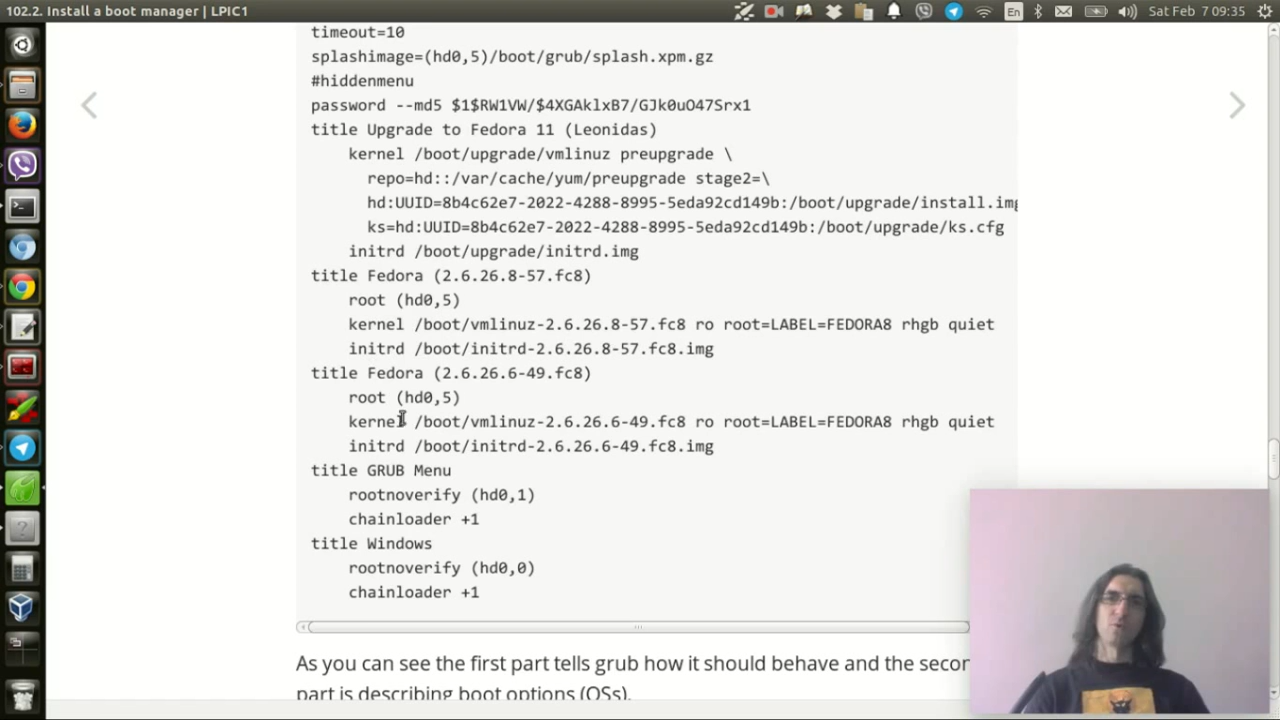 102.2. Install a boot manager | LPIC1
En
Sat Feb 7 09:35
timeout=10
splashimage=(hd0,5)/boot/grub/splash.xpm.gz
#hiddenmenu
password --md5 $1$RW1VW/$4XGAklxB7/GJk0uO47Srx1
title Upgrade to Fedora 11 (Leonidas)
kernel /boot/upgrade/vmlinuz preupgrade \
repo=hd::/var/cache/yum/preupgrade stage2=\
hd:UUID=8b4c62e7-2022-4288-8995-5eda92cd149b:/boot/upgrade/install.img
ks=hd:UUID=8b4c62e7-2022-4288-8995-5eda92cd149b:/boot/upgrade/ks.cfg
initrd /boot/upgrade/initrd.img
title Fedora (2.6.26.8-57.fc8)
root (hd0,5)
kernel /boot/vmlinuz-2.6.26.8-57.fc8 ro root=LABEL=FEDORA8 rhgb quiet
initrd /boot/initrd-2.6.26.8-57.fc8.img
title Fedora (2.6.26.6-49.fc8)
root (hd0,5)
kernel /boot/vmlinuz-2.6.26.6-49.fc8 ro root=LABEL=FEDORA8 rhgb quiet
initrd /boot/initrd-2.6.26.6-49.fc8.img
title GRUB Menu
rootnoverify (hd0,1)
chainloader +1
title Windows
rootnoverify (hd0,0)
chainloader +1
As you can see the first part tells grub how it should behave and the secon
part is describing boot options (OSs).